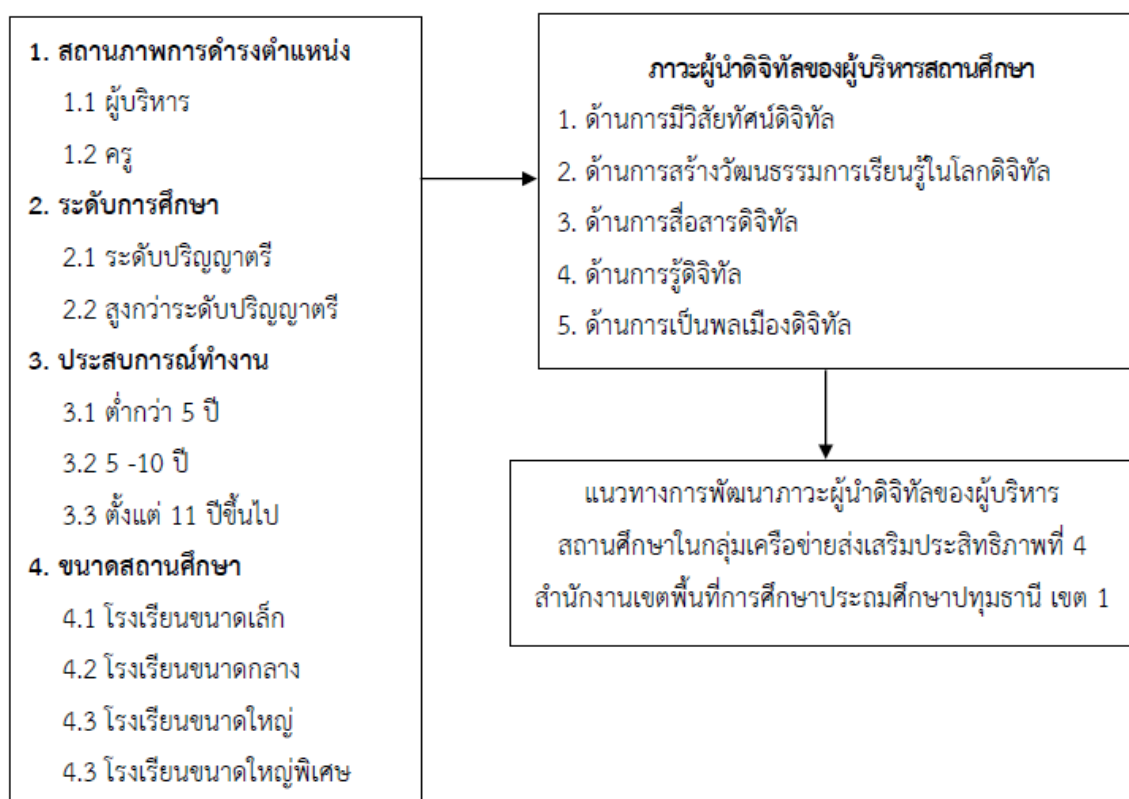 1. สถานภาพการดำรงตำแหน่ง
1.1 ผู้บริหาร
1.2 ครู
2. ระดับการศึกษา
2.1 ระดับปริญญาตรี
2.2 สูงกว่าระดับปริญญาตรี
3. ประสบการณ์ทำงาน
3.1 ต่ำกว่า 5 ปี
3.2 5 -10 ปี
3.3 ตั้งแต่ 11 ปีขึ้นไป
4. ขนาดสถานศึกษา
4.1 โรงเรียนขนาดเล็ก
4.2 โรงเรียนขนาดกลาง
4.3 โรงเรียนขนาดใหญ่
4.3 โรงเรียนขนาดใหญ่พิเศษ
ภาวะผู้นำดิจิทัลของผู้บริหารสถานศึกษา
1. ด้านการมีวิสัยทัศน์ดิจิทัล
2. ด้านการสร้างวัฒนธรรมการเรียนรู้ในโลกดิจิทัล
3. ด้านการสื่อสารดิจิทัล
4. ด้านการรู้ดิจิทัล
5. ด้านการเป็นพลเมืองดิจิทัล
แนวทางการพัฒนาภาวะผู้นำดิจิทัลของผู้บริหาร
สถานศึกษาในกลุ่มเครือข่ายส่งเสริมประสิทธิภาพที่ 4
สำนักงานเขตพื้นที่การศึกษาประถมศึกษาปทุมธานี เขต 1